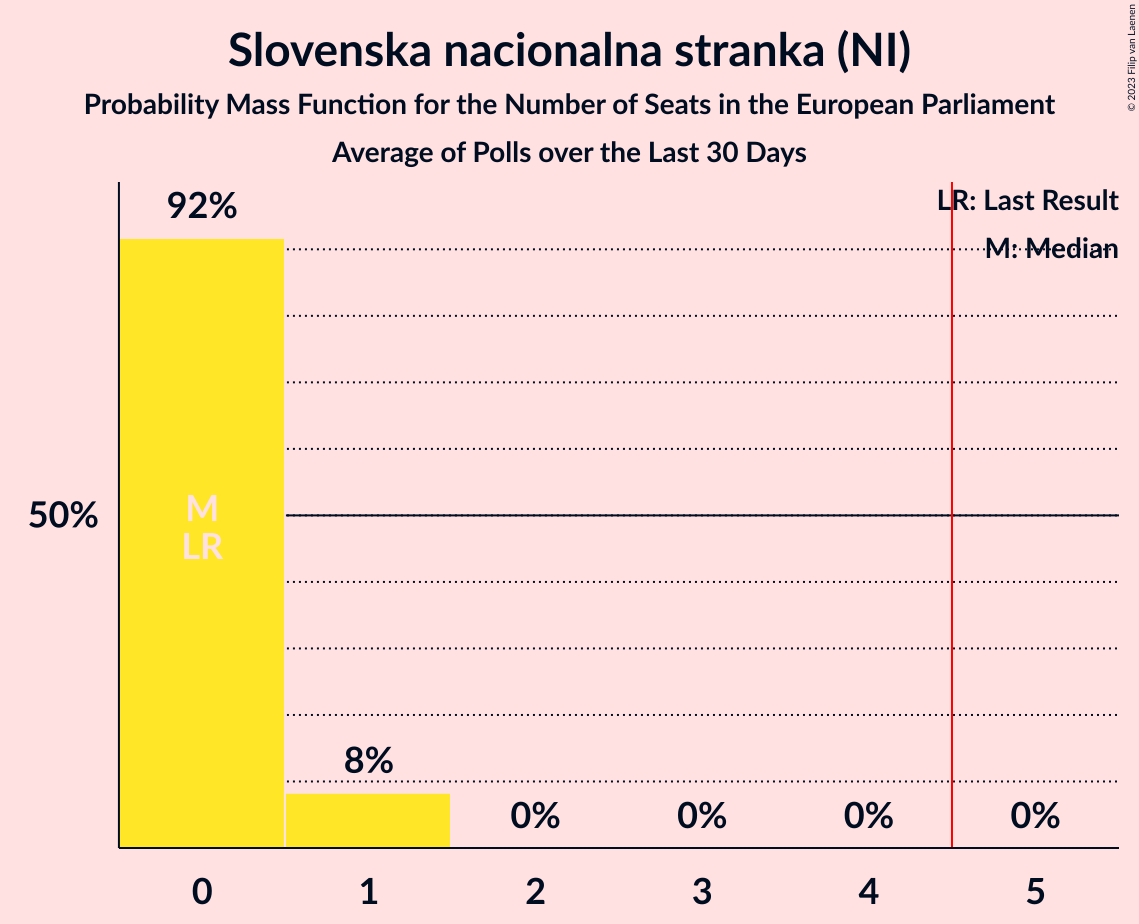 Slovenska nacionalna stranka (NI)
Probability Mass Function for the Number of Seats in the European Parliament
Average of Polls over the Last 30 Days
© 2023 Filip van Laenen
LR: Last Result
M: Median
92%
50%
M
LR
8%
0%
0%
0%
0%
0
1
2
3
4
5